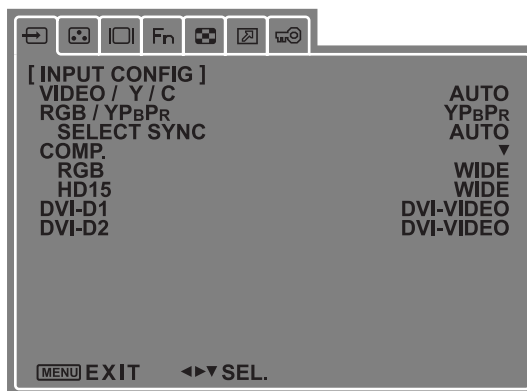 Fn
[ INPUT CONFIG ]
VIDEO / Y / C AUTO
RGB / YPBPR YPBPR
SELECT SYNC AUTO
COMP. ▼
RGB WIDE
HD15 WIDE
DVI-D1 DVI-VIDEO
DVI-D2 DVI-VIDEO
MENU EXIT ◄►▼ SEL.